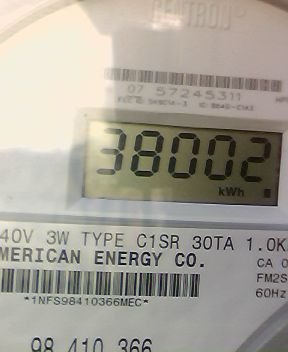 CENTRON
07 57245311
38002
kWh
40V 3W TYPE C1SR 30TA 1.0K
MERICAN ENERGY CO.
CA 0
FM2S
*1NFS98410366MEC*
60Hz
98 410 366